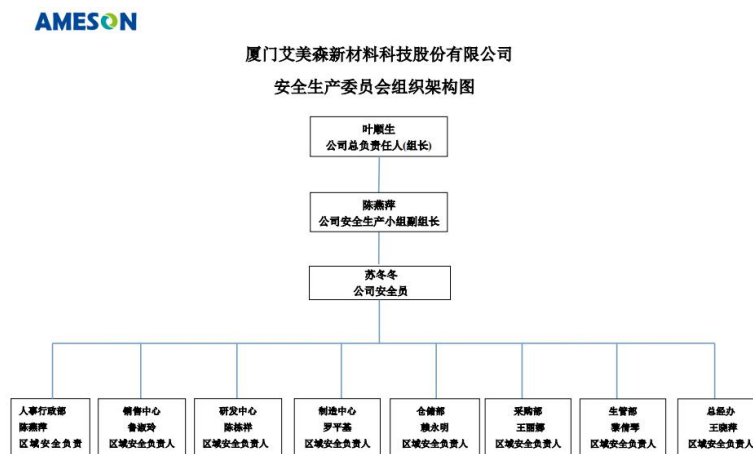 AMESON
厦门艾美森新材料科技股份有限公司
安全生产委员会组织架构图
叶顺生
公司总负责人(组长)
陈燕萍
公司安全生产小组副组长
苏冬冬
公司安全员
人事行政部
陈燕萍
区域安全负责
销售中心
鲁淑玲
区域安全负责人
研发中心
陈栋祥
区域安全负责人
制造中心
罗平基
区域安全负责人
仓储部
赖永明
区域安全负责人
采购部
王丽娜
区域安全负责人
生管部
黎倩琴
区域安全负责人
总经办
王晓萍
区域安全负责人